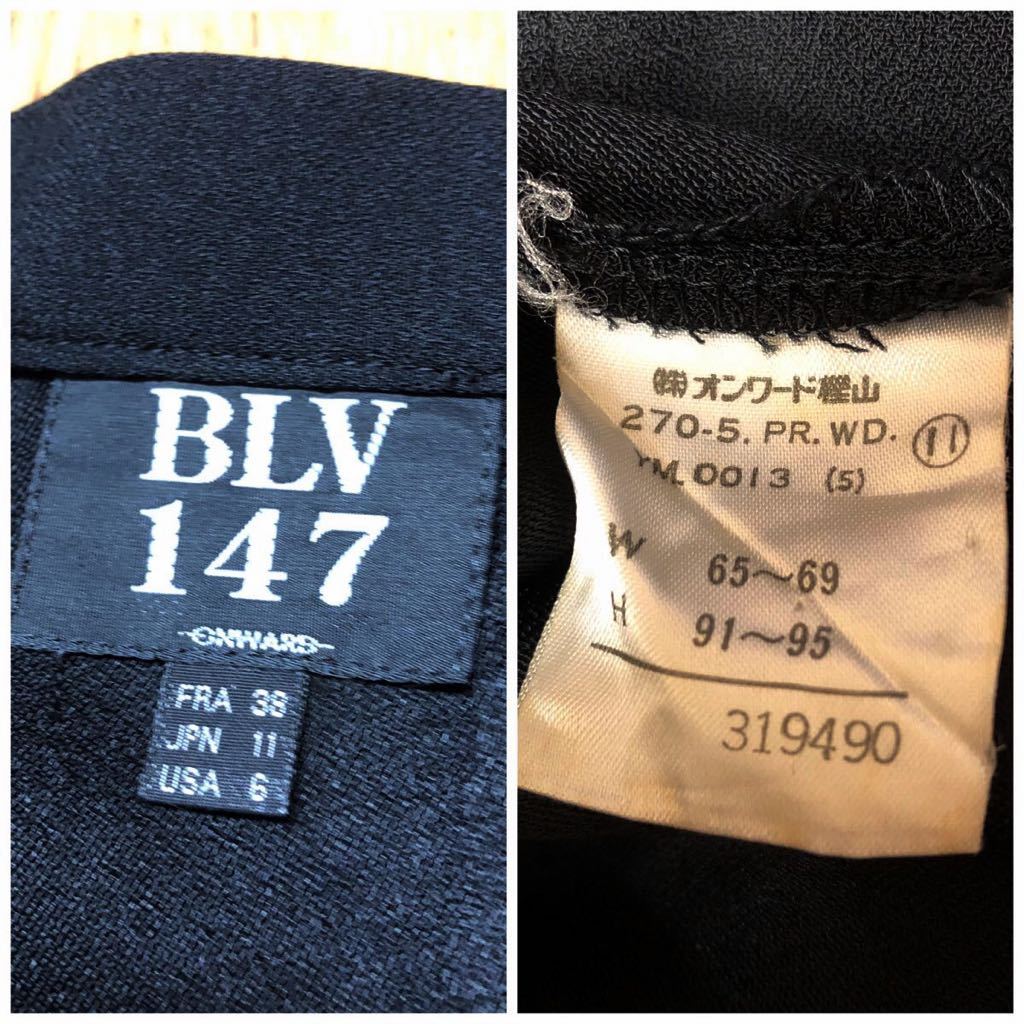 BLV
147
ONWARD
FRA 38
JPN 11
USA 6
㈱オンワード樫山
270-5. PR. WD. ⑪
YM. 0013 (5)
W 65～69
H 91～95
319490